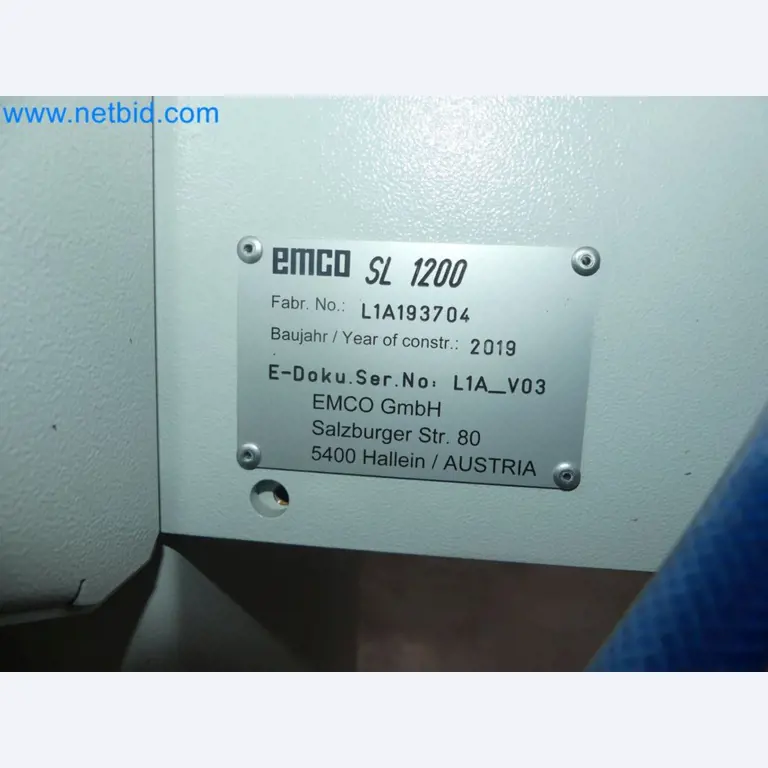 www.netbid.com
emco SL 1200
Fabr. No.: L1A193704
Baujahr / Year of constr.: 2019
E-Doku.Ser.No: L1A_V03
EMCO GmbH
Salzburger Str. 80
5400 Hallein / AUSTRIA